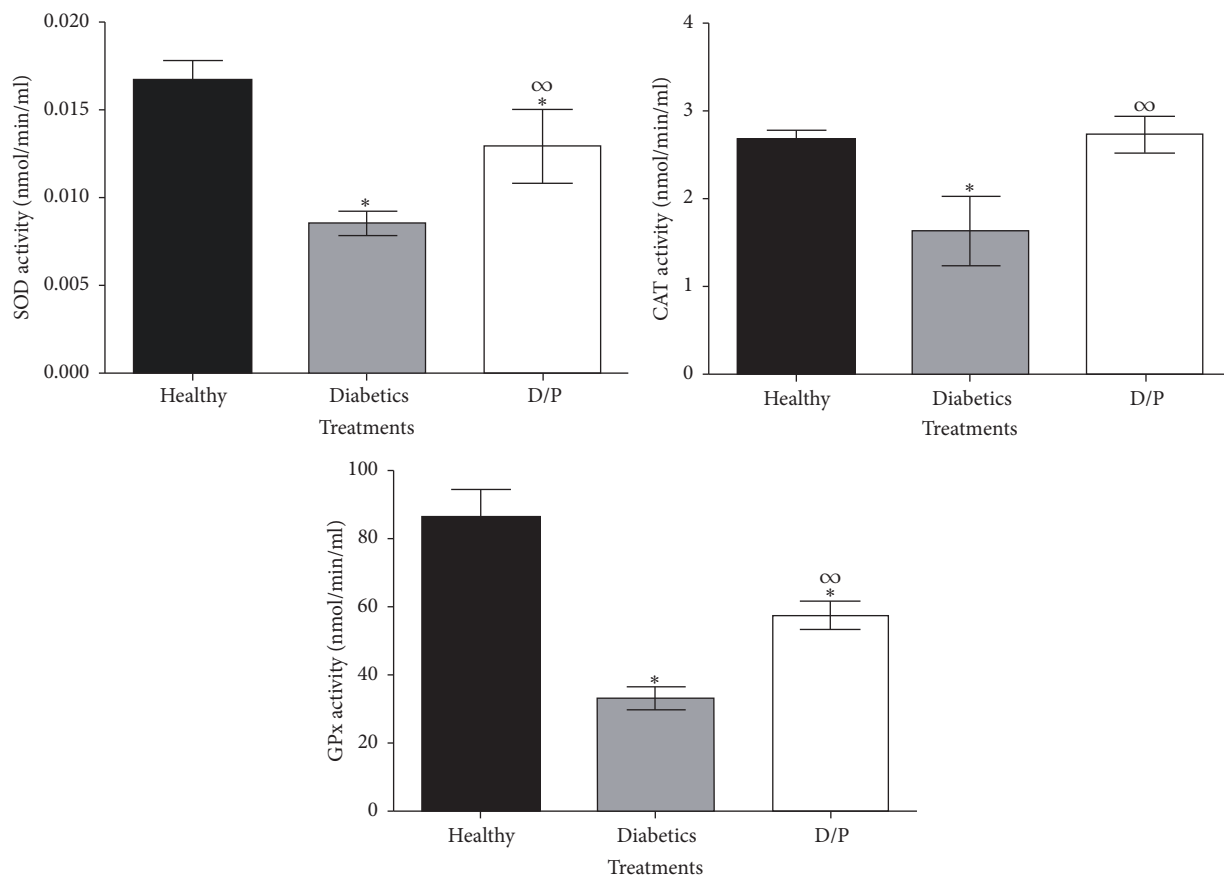 SOD activity (nmol/min/ml)
0.020
0.015
0.010
0.005
0.000
*
∞
*
Healthy Diabetics D/P
Treatments
CAT activity (nmol/min/ml)
4
3
2
1
0
*
∞
Healthy Diabetics D/P
Treatments
GPx activity (nmol/min/ml)
100
80
60
40
20
0
*
∞
*
Healthy Diabetics D/P
Treatments